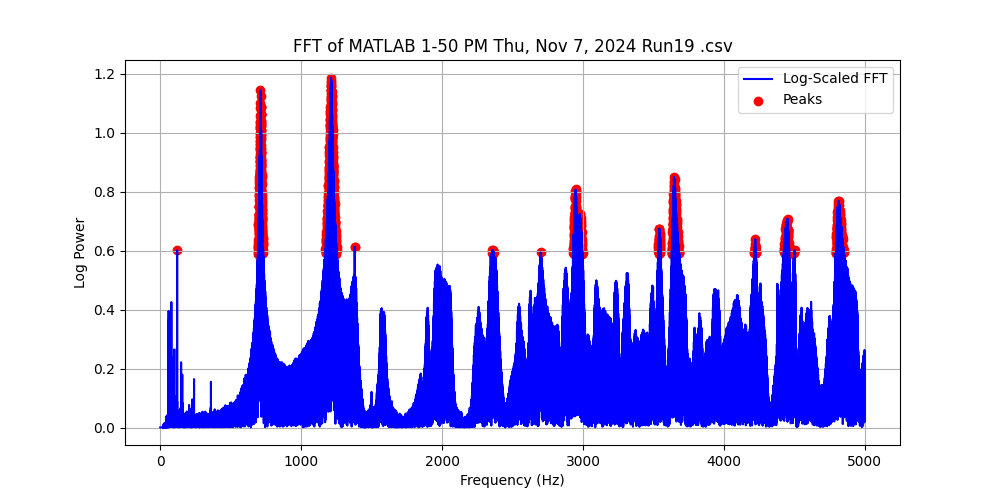 FFT of MATLAB 1-50 PM Thu, Nov 7, 2024 Run19 .csv
Log-Scaled FFT
Peaks
1.2
1.0
0.8
0.6
0.4
0.2
0.0
Log Power
0 1000 2000 3000 4000 5000
Frequency (Hz)